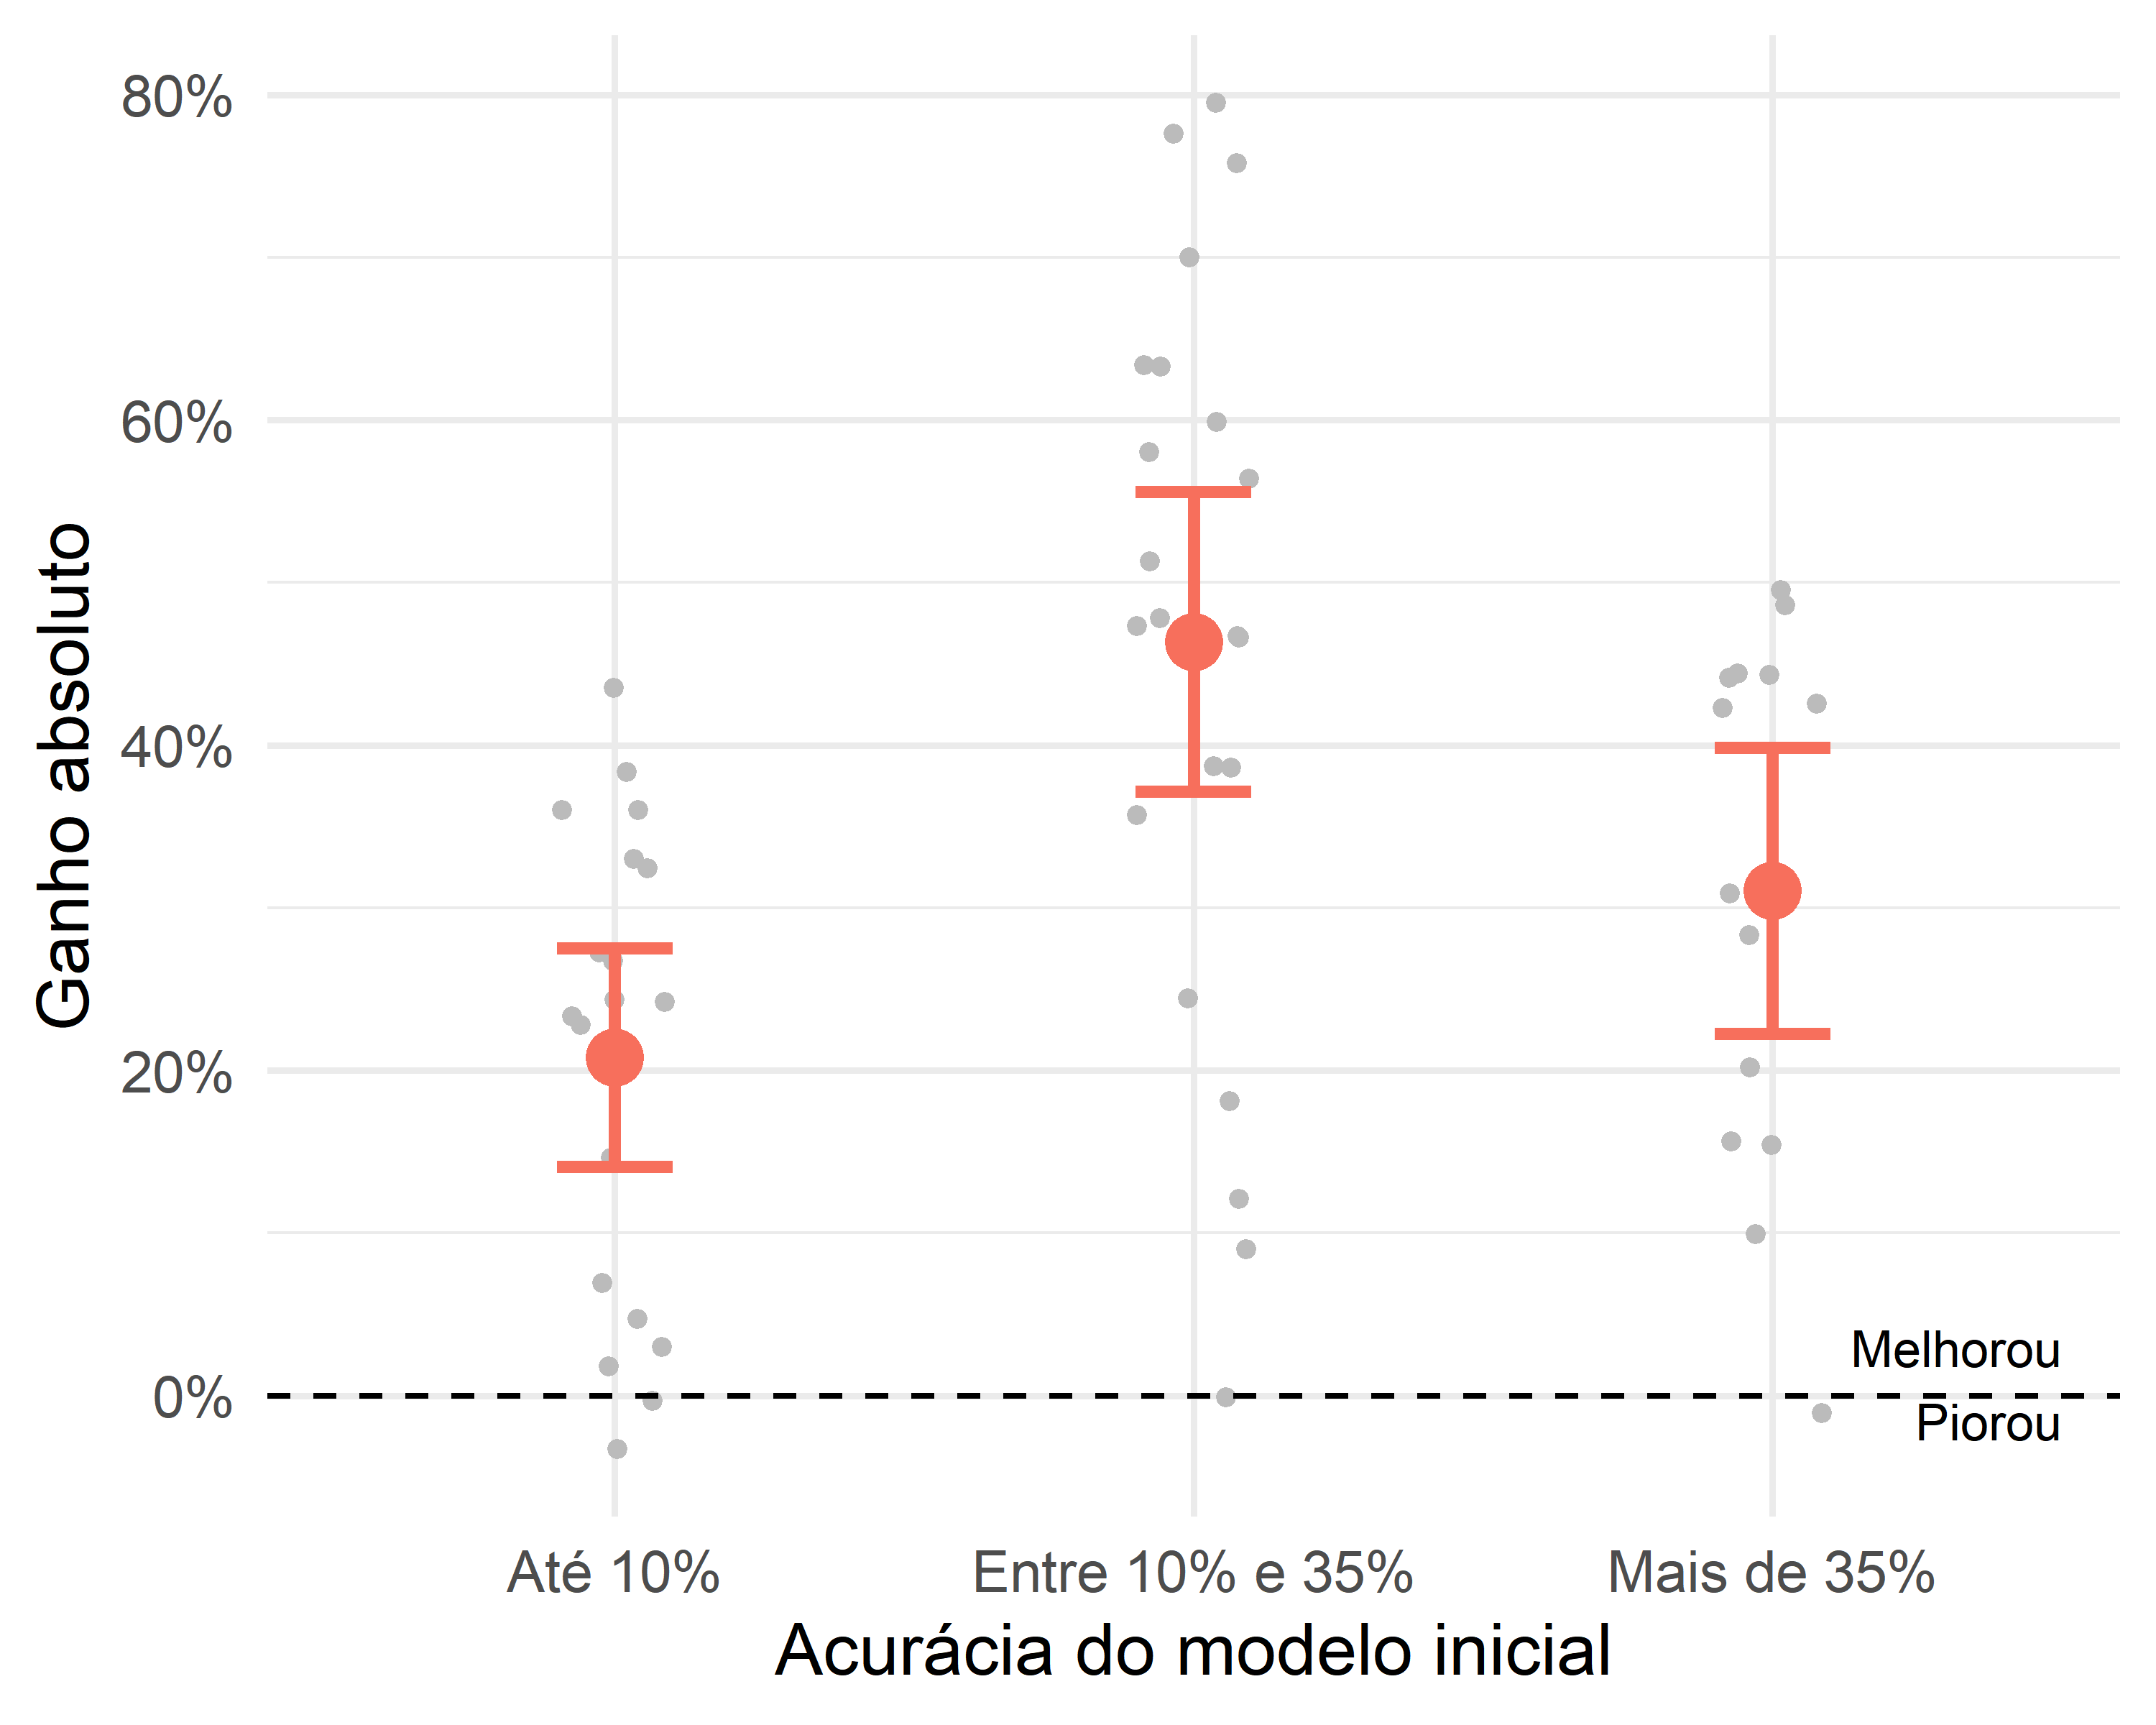 80%
60%
40%
20%
0%
Ganho absoluto
Melhorou
Piorou
Até 10%
Entre 10% e 35%
Mais de 35%
Acurácia do modelo inicial